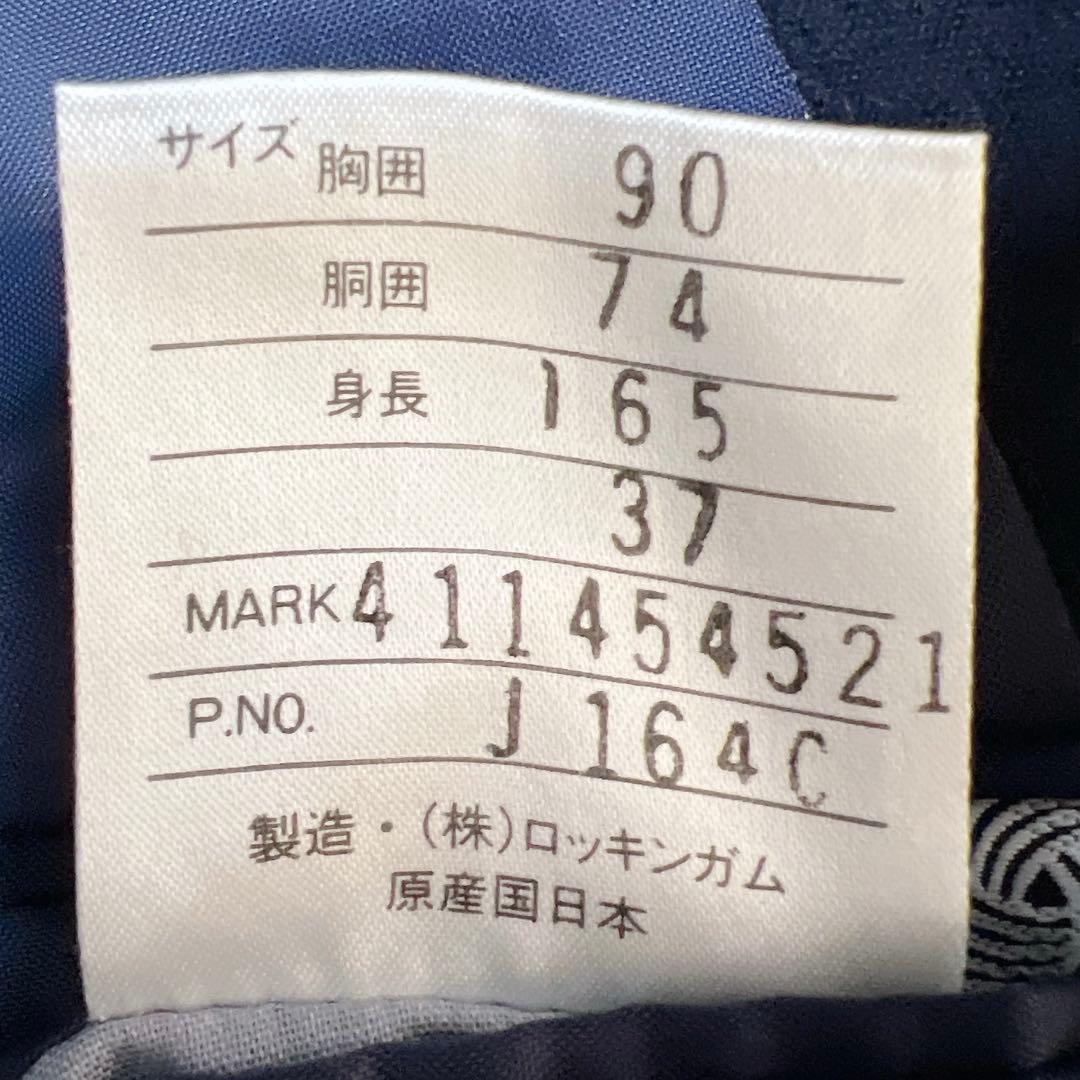 サイズ 胸囲 90
胴囲 74
身長 165
37
MARK 4 11454521
P.NO. J 164C
製造・(株)ロッキンガム
原産国日本